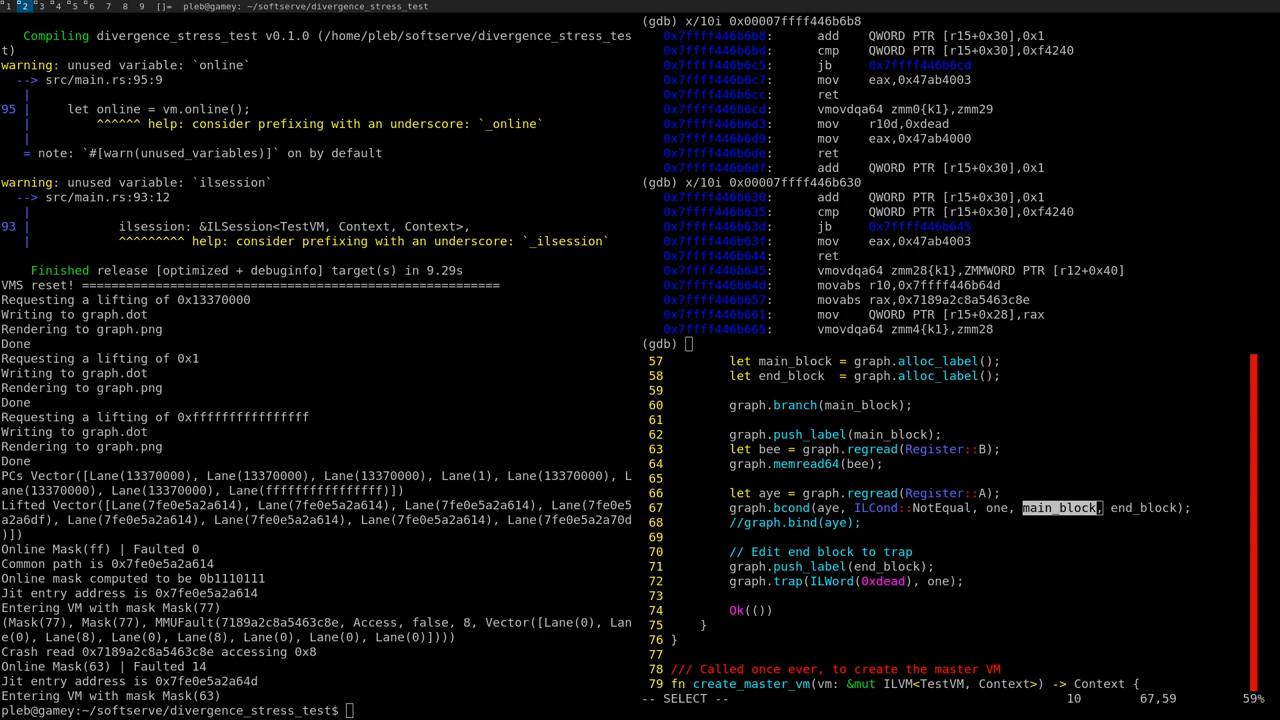 1 2 3 4 5 6 7 8 9 []= pleb@gamey: ~/softserve/divergence_stress_test
   Compiling divergence_stress_test v0.1.0 (/home/pleb/softserve/divergence_stress_tes
t)
warning: unused variable: `online`
  --> src/main.rs:95:9
   |
95 |     let online = vm.online();
   |         ^^^^^^ help: consider prefixing with an underscore: `_online`
   |
   = note: `#[warn(unused_variables)]` on by default
warning: unused variable: `ilsession`
  --> src/main.rs:93:12
   |
93 |            ilsession: &ILSession<TestVM, Context, Context>,
   |            ^^^^^^^^^ help: consider prefixing with an underscore: `_ilsession`
    Finished release [optimized + debuginfo] target(s) in 9.29s
VMS reset! =========================================================
Requesting a lifting of 0x13370000
Writing to graph.dot
Rendering to graph.png
Done
Requesting a lifting of 0x1
Writing to graph.dot
Rendering to graph.png
Done
Requesting a lifting of 0xffffffffffffffff
Writing to graph.dot
Rendering to graph.png
Done
PCs Vector([Lane(13370000), Lane(13370000), Lane(13370000), Lane(1), Lane(13370000), L
ane(13370000), Lane(13370000), Lane(ffffffffffffffff)])
Lifted Vector([Lane(7fe0e5a2a614), Lane(7fe0e5a2a614), Lane(7fe0e5a2a614), Lane(7fe0e5
a2a6df), Lane(7fe0e5a2a614), Lane(7fe0e5a2a614), Lane(7fe0e5a2a614), Lane(7fe0e5a2a70d
)])
Online Mask(ff) | Faulted 0
Common path is 0x7fe0e5a2a614
Online mask computed to be 0b1110111
Jit entry address is 0x7fe0e5a2a614
Entering VM with mask Mask(77)
(Mask(77), Mask(77), MMUFault(7189a2c8a5463c8e, Access, false, 8, Vector([Lane(0), Lan
e(0), Lane(8), Lane(0), Lane(8), Lane(0), Lane(0), Lane(0)])))
Crash read 0x7189a2c8a5463c8e accessing 0x8
Online Mask(63) | Faulted 14
Jit entry address is 0x7fe0e5a2a64d
Entering VM with mask Mask(63)
pleb@gamey:~/softserve/divergence_stress_test$
(gdb) x/10i 0x00007ffff446b6b8
   0x7ffff446b6b8:      add    QWORD PTR [r15+0x30],0x1
   0x7ffff446b6bd:      cmp    QWORD PTR [r15+0x30],0xf4240
   0x7ffff446b6c5:      jb     0x7ffff446b6cd
   0x7ffff446b6c7:      mov    eax,0x47ab4003
   0x7ffff446b6cc:      ret
   0x7ffff446b6cd:      vmovdqa64 zmm0{k1},zmm29
   0x7ffff446b6d3:      mov    r10d,0xdead
   0x7ffff446b6d9:      mov    eax,0x47ab4000
   0x7ffff446b6de:      ret
   0x7ffff446b6df:      add    QWORD PTR [r15+0x30],0x1
(gdb) x/10i 0x00007ffff446b630
   0x7ffff446b630:      add    QWORD PTR [r15+0x30],0x1
   0x7ffff446b635:      cmp    QWORD PTR [r15+0x30],0xf4240
   0x7ffff446b63d:      jb     0x7ffff446b645
   0x7ffff446b63f:      mov    eax,0x47ab4003
   0x7ffff446b644:      ret
   0x7ffff446b645:      vmovdqa64 zmm28{k1},ZMMWORD PTR [r12+0x40]
   0x7ffff446b64d:      movabs r10,0x7ffff446b64d
   0x7ffff446b657:      movabs rax,0x7189a2c8a5463c8e
   0x7ffff446b661:      mov    QWORD PTR [r15+0x28],rax
   0x7ffff446b665:      vmovdqa64 zmm4{k1},zmm28
(gdb)
57         let main_block = graph.alloc_label();
58         let end_block  = graph.alloc_label();
59
60         graph.branch(main_block);
61
62         graph.push_label(main_block);
63         let bee = graph.regread(Register::B);
64         graph.memread64(bee);
65
66         let aye = graph.regread(Register::A);
67         graph.bcond(aye, ILCond::NotEqual, one, main_block, end_block);
68         //graph.bind(aye);
69
70         // Edit end block to trap
71         graph.push_label(end_block);
72         graph.trap(ILWord(0xdead), one);
73
74         Ok(())
75     }
76 }
77
78 /// Called once ever, to create the master VM
79 fn create_master_vm(vm: &mut ILVM<TestVM, Context>) -> Context {
-- SELECT -- 10 67,59 59%